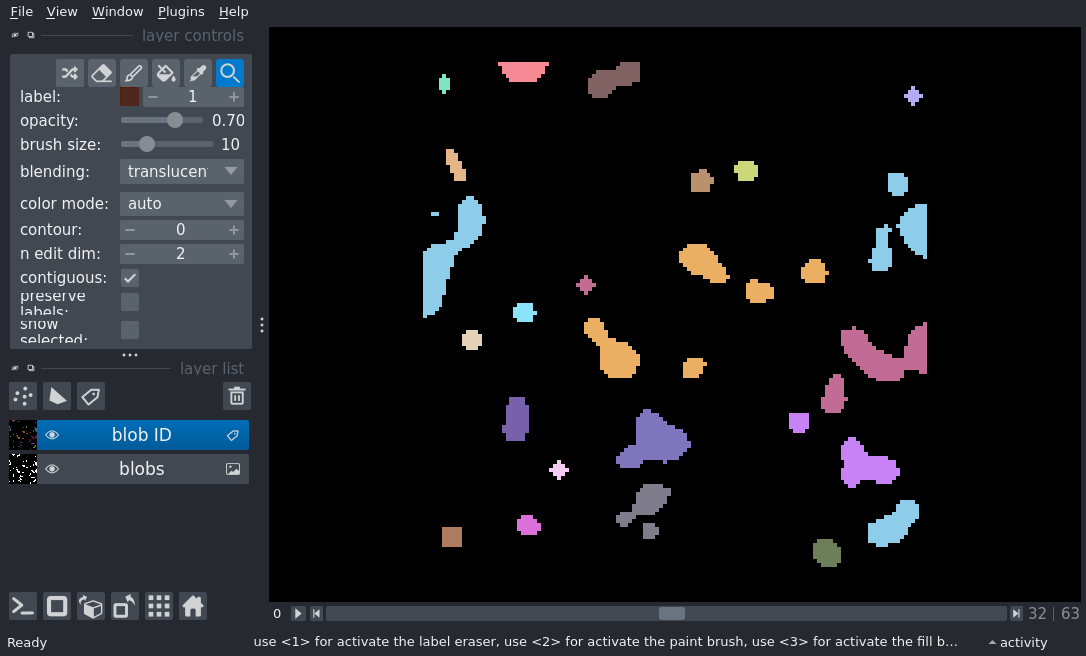 File View Window Plugins Help
layer controls
label: 1
opacity: 0.70
brush size: 10
blending: translucen
color mode: auto
contour: 0
n edit dim: 2
contiguous:
preserve
labels:
show
selected:
layer list
blob ID
blobs
0 32 | 63
Ready use <1> for activate the label eraser, use <2> for activate the paint brush, use <3> for activate the fill b... activity